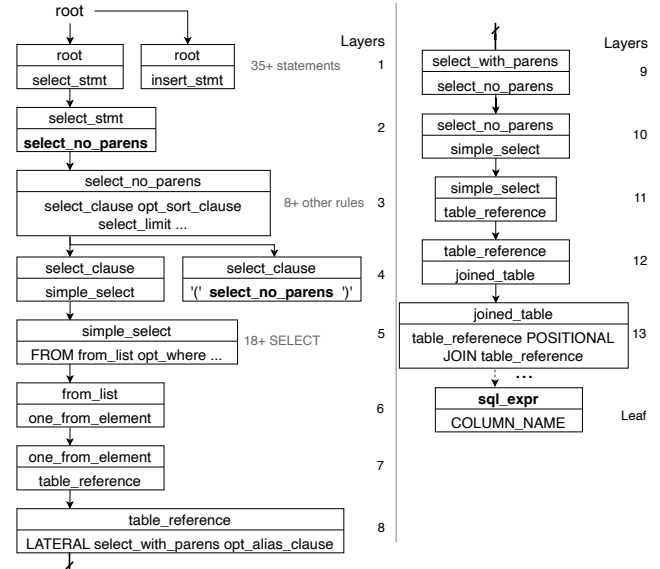 root
Layers
root
select_stmt
root
insert_stmt
35+ statements
1
select_stmt
select_no_parens
2
select_no_parens
select_clause opt_sort_clause
select_limit ...
8+ other rules
3
select_clause
simple_select
select_clause
'(' select_no_parens ')'
4
simple_select
FROM from_list opt_where ...
18+ SELECT
5
from_list
one_from_element
6
one_from_element
table_reference
7
table_reference
LATERAL select_with_parens opt_alias_clause
8
Layers
select_with_parens
select_no_parens
9
select_no_parens
simple_select
10
simple_select
table_reference
11
table_reference
joined_table
12
joined_table
table_referenece POSITIONAL
JOIN table_reference
13
...
sql_expr
COLUMN_NAME
Leaf